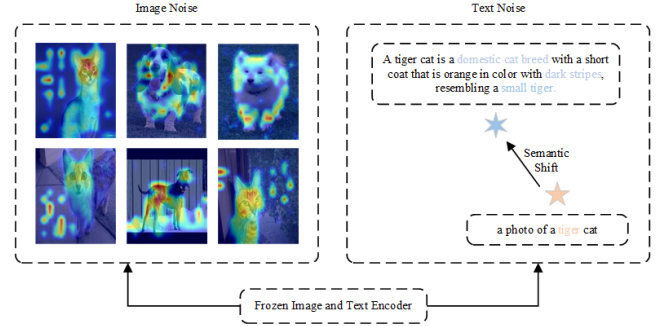 Image Noise
Text Noise
A tiger cat is a domestic cat breed with a short
coat that is orange in color with dark stripes,
resembling a small tiger.
Semantic
Shift
a photo of a tiger cat
Frozen Image and Text Encoder